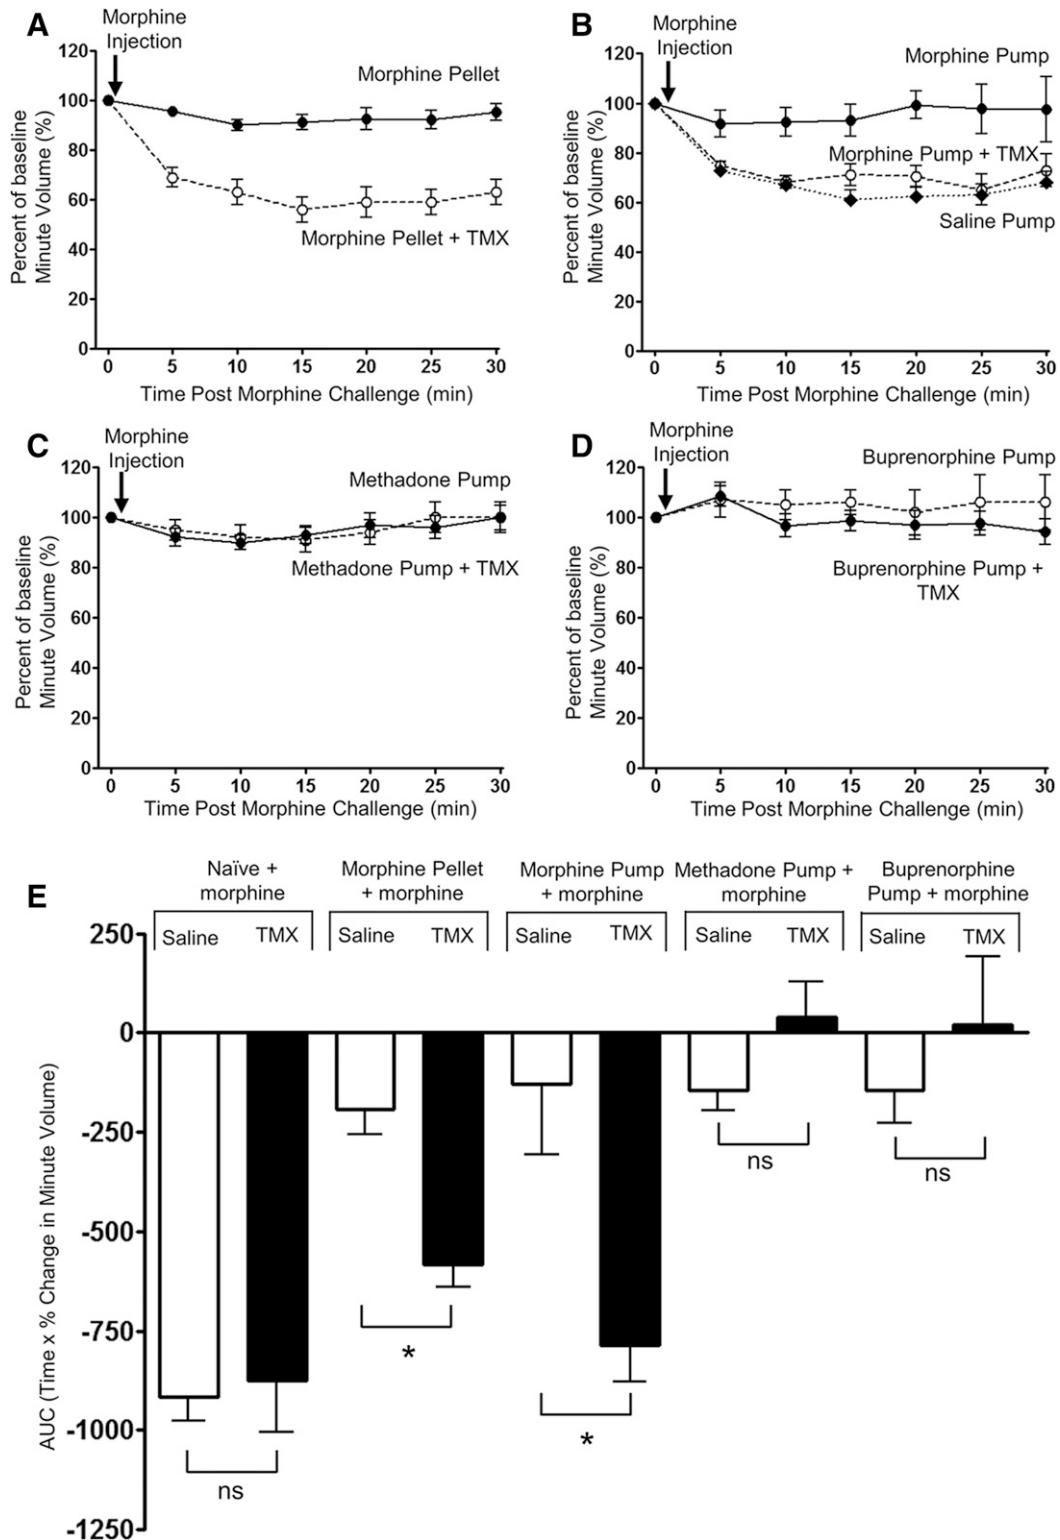 A
Morphine
Injection
Morphine Pellet
Morphine Pellet + TMX
Percent of baseline
Minute Volume (%)
120
100
80
60
40
20
0
0 5 10 15 20 25 30
Time Post Morphine Challenge (min)
B
Morphine
Injection
Morphine Pump
Morphine Pump + TMX
Saline Pump
Percent of baseline
Minute Volume (%)
120
100
80
60
40
20
0
0 5 10 15 20 25 30
Time Post Morphine Challenge (min)
C
Morphine
Injection
Methadone Pump
Methadone Pump + TMX
Percent of baseline
Minute Volume (%)
120
100
80
60
40
20
0
0 5 10 15 20 25 30
Time Post Morphine Challenge (min)
D
Morphine
Injection
Buprenorphine Pump
Buprenorphine Pump +
TMX
Percent of baseline
Minute Volume (%)
120
100
80
60
40
20
0
0 5 10 15 20 25 30
Time Post Morphine Challenge (min)
E
Naïve +
morphine
Morphine Pellet
+ morphine
Morphine Pump
+ morphine
Methadone Pump +
morphine
Buprenorphine
Pump + morphine
Saline TMX Saline TMX Saline TMX Saline TMX Saline TMX
AUC (Time x % Change in Minute Volume)
250
0
-250
-500
-750
-1000
-1250
ns
*
*
ns
ns